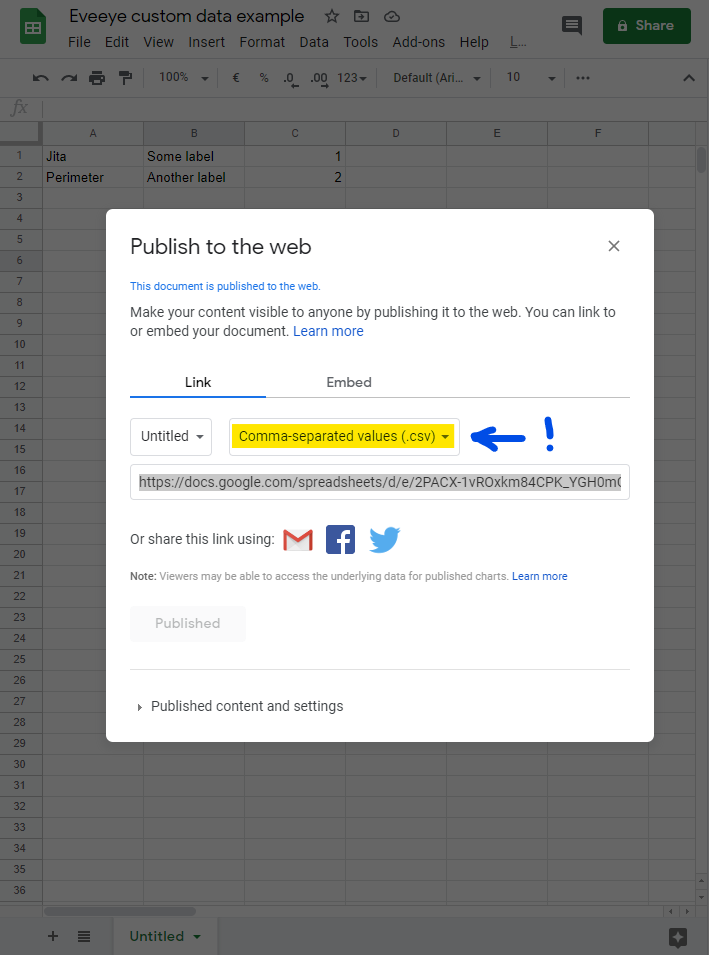 Eveeye custom data example
File Edit View Insert Format Data Tools Add-ons Help L...
Share
100% € % .0 .00 123 Default (Ari... 10 ...
fx
A B C D E F
1 Jita Some label 1
2 Perimeter Another label 2
3
4
5
6
7
8
9
10
11
12
13
14
15
16
17
18
19
20
21
22
23
24
25
26
27
28
29
30
31
32
33
34
35
36
Publish to the web
This document is published to the web.
Make your content visible to anyone by publishing it to the web. You can link to
or embed your document. Learn more
Link Embed
Untitled Comma-separated values (.csv) !
https://docs.google.com/spreadsheets/d/e/2PACX-1vROxkm84CPK_YGH0m
Or share this link using:
Note: Viewers may be able to access the underlying data for published charts. Learn more
Published
Published content and settings
Untitled